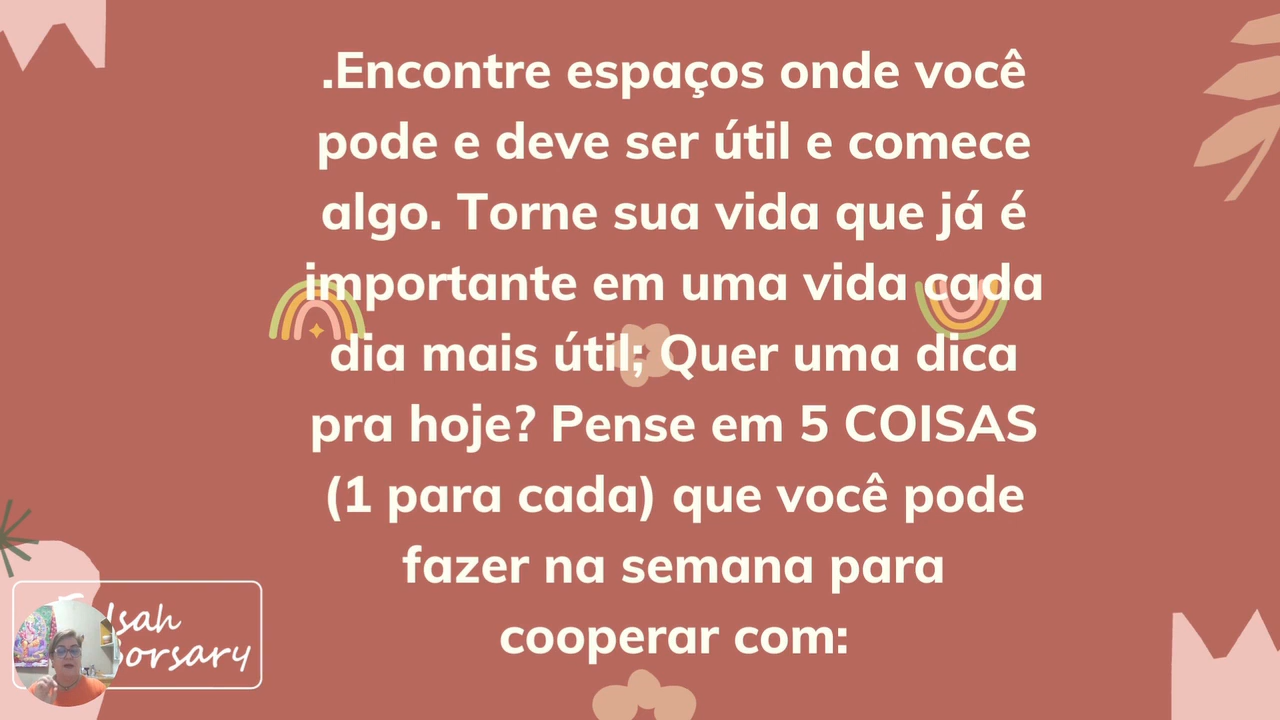 .Encontre espaços onde você
pode e deve ser útil e comece
algo. Torne sua vida que já é
importante em uma vida cada
dia mais útil; Quer uma dica
pra hoje? Pense em 5 COISAS
(1 para cada) que você pode
fazer na semana para
cooperar com: